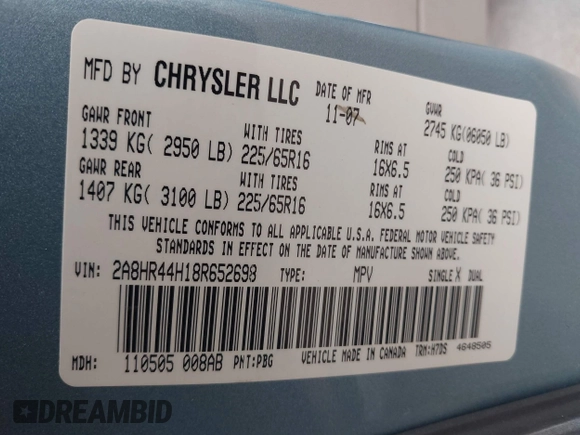 MFD BY CHRYSLER LLC DATE OF MFR 11-07 GVWR 2745 KG(06050 LB)
GAWR FRONT WITH TIRES RIMS AT COLD
1339 KG( 2950 LB) 225/65R16 16X6.5 250 KPA( 36 PSI)
GAWR REAR WITH TIRES RIMS AT COLD
1407 KG( 3100 LB) 225/65R16 16X6.5 250 KPA( 36 PSI)
THIS VEHICLE CONFORMS TO ALL APPLICABLE U.S.A. FEDERAL MOTOR VEHICLE SAFETY
STANDARDS IN EFFECT ON THE DATE OF MANUFACTURE SHOWN ABOVE.
VIN: 2A8HR44H18R652698 TYPE: MPV SINGLE X DUAL
MDH: 110505 008AB PNT:PBG VEHICLE MADE IN CANADA TRN:H7DS 4648505
DREAMBID